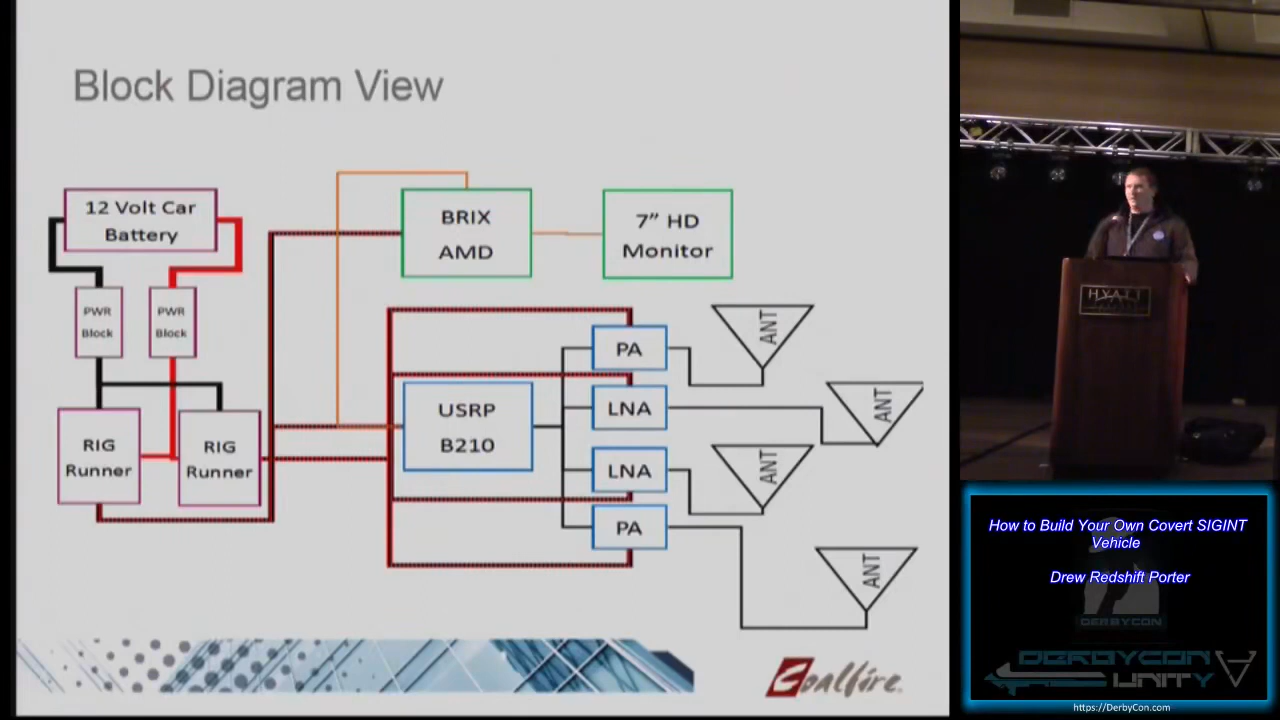 Block Diagram View
12 Volt Car
Battery
PWR
Block
PWR
Block
RIG
Runner
RIG
Runner
BRIX
AMD
7” HD
Monitor
USRP
B210
PA
LNA
LNA
PA
ANT
ANT
ANT
ANT
Coalfire
HYATT
How to Build Your Own Covert SIGINT
Vehicle
Drew Redshift Porter
DERBYCON
DERBYCON
UNITY
https://DerbyCon.com